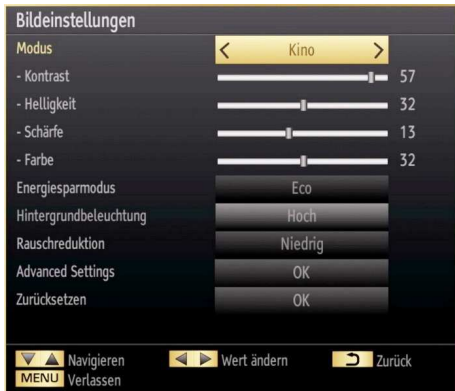 Bildeinstellungen
Modus Kino
- Kontrast 57
- Helligkeit 32
- Schärfe 13
- Farbe 32
Energiesparmodus Eco
Hintergrundbeleuchtung Hoch
Rauschreduktion Niedrig
Advanced Settings OK
Zurücksetzen OK
Navigieren Wert ändern Zurück
MENU Verlassen